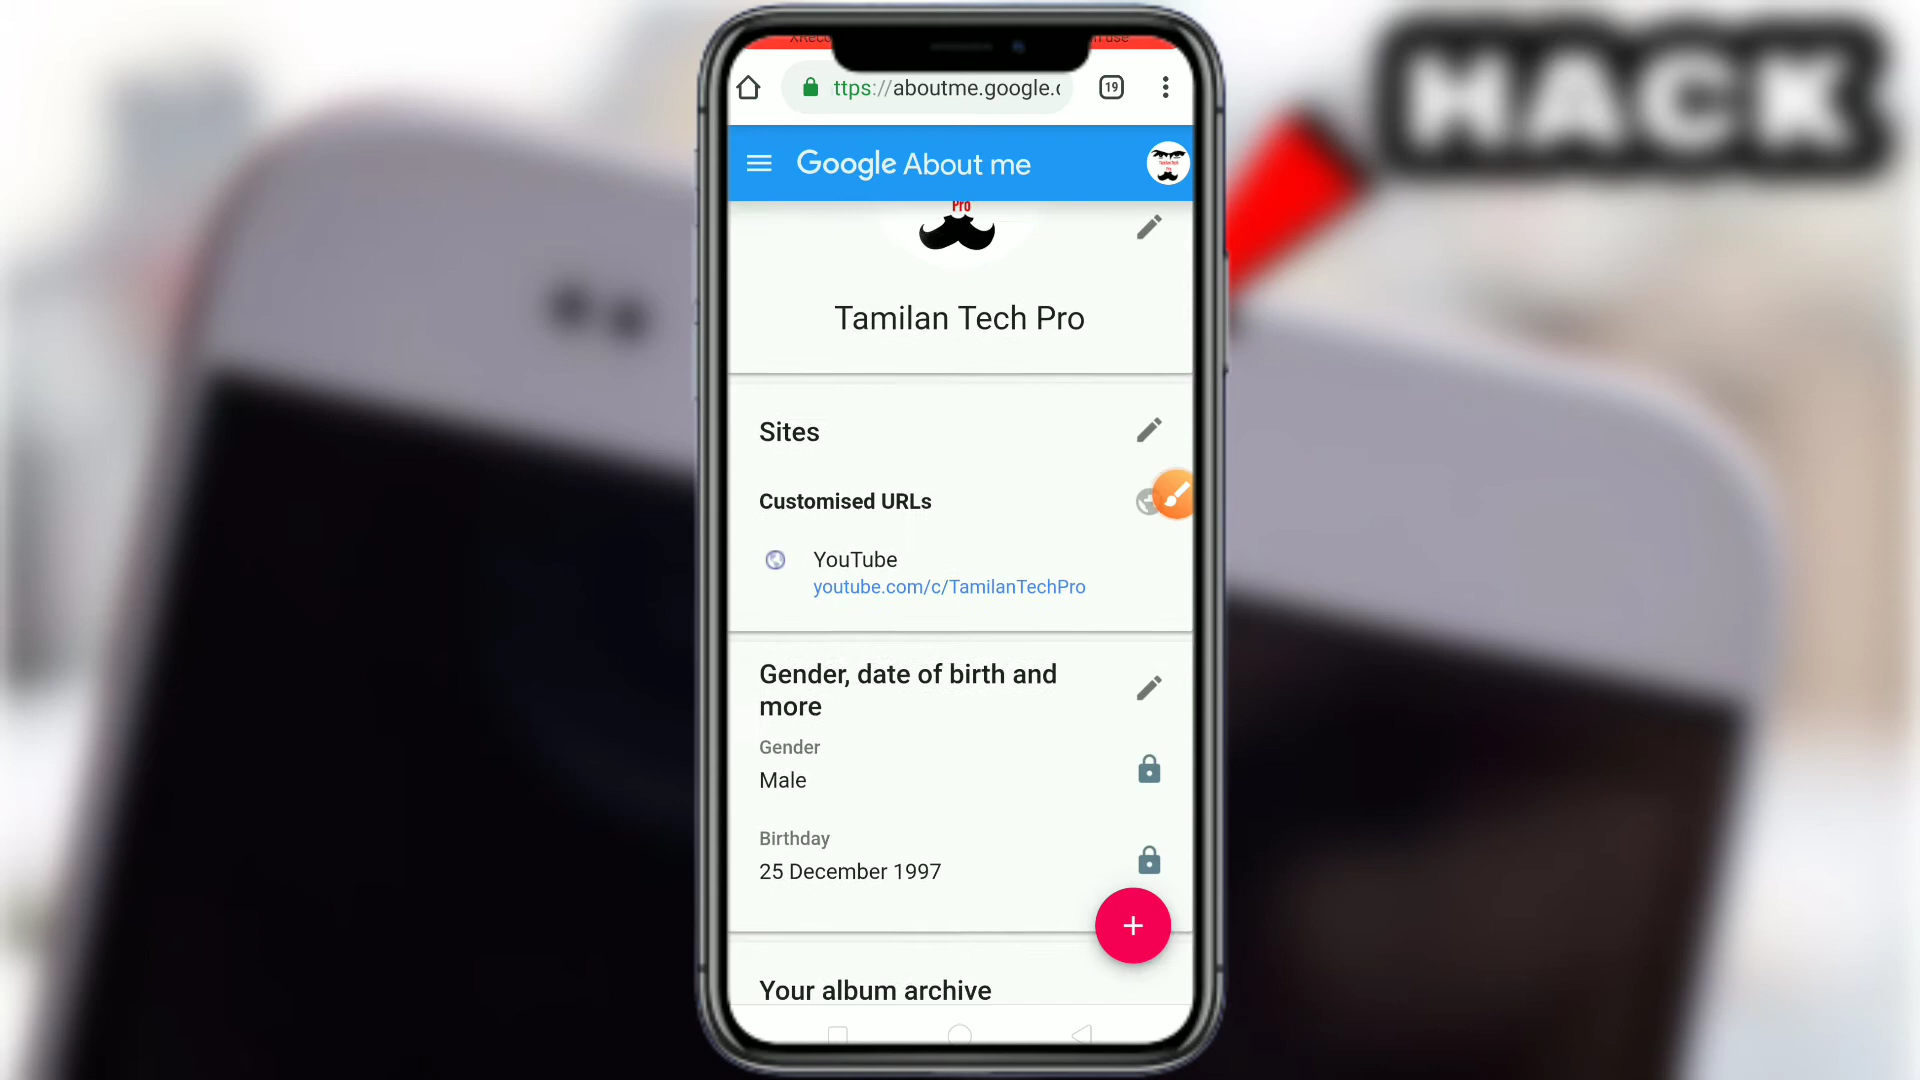 HACK
19
ttps://aboutme.google.c
Google About me
Pro
Tamilan Tech Pro
Sites
Customised URLs
YouTube
youtube.com/c/TamilanTechPro
Gender, date of birth and
more
Gender
Male
Birthday
25 December 1997
+
Your album archive